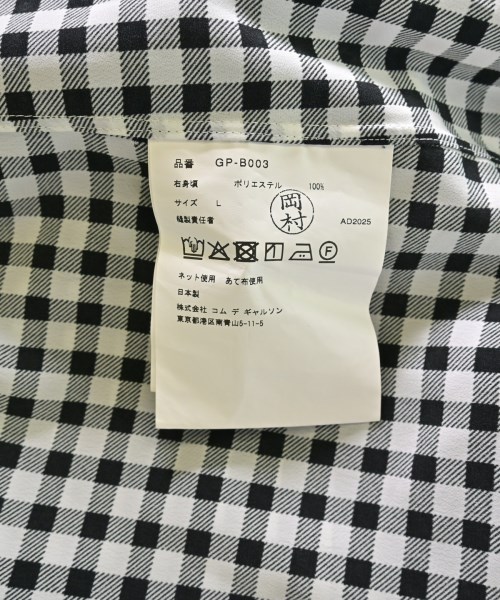 品番 GP-B003
右身頃 ポリエステル 100%
サイズ L
縫製責任者 岡村 AD2025
ネット使用 あて布使用
日本製
株式会社 コム デ ギャルソン
東京都港区南青山5-11-5